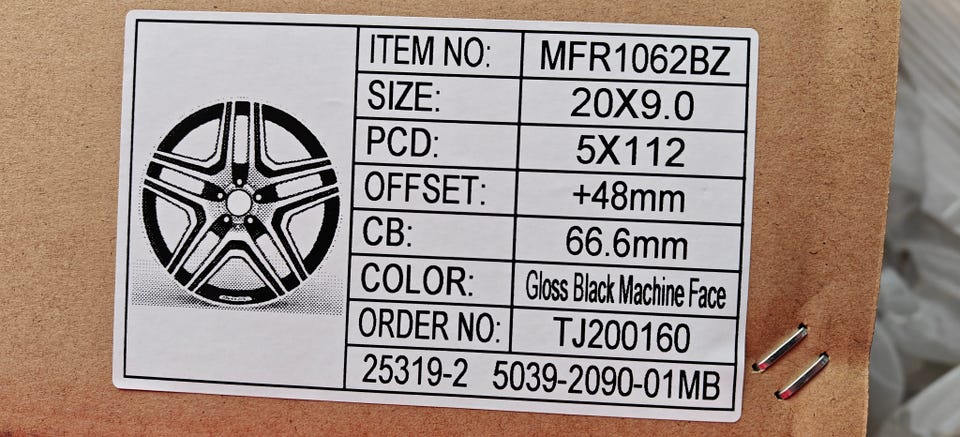 ITEM NO: MFR1062BZ
SIZE: 20X9.0
PCD: 5X112
OFFSET: +48mm
CB: 66.6mm
COLOR: Gloss Black Machine Face
ORDER NO: TJ200160
25319-2 5039-2090-01MB